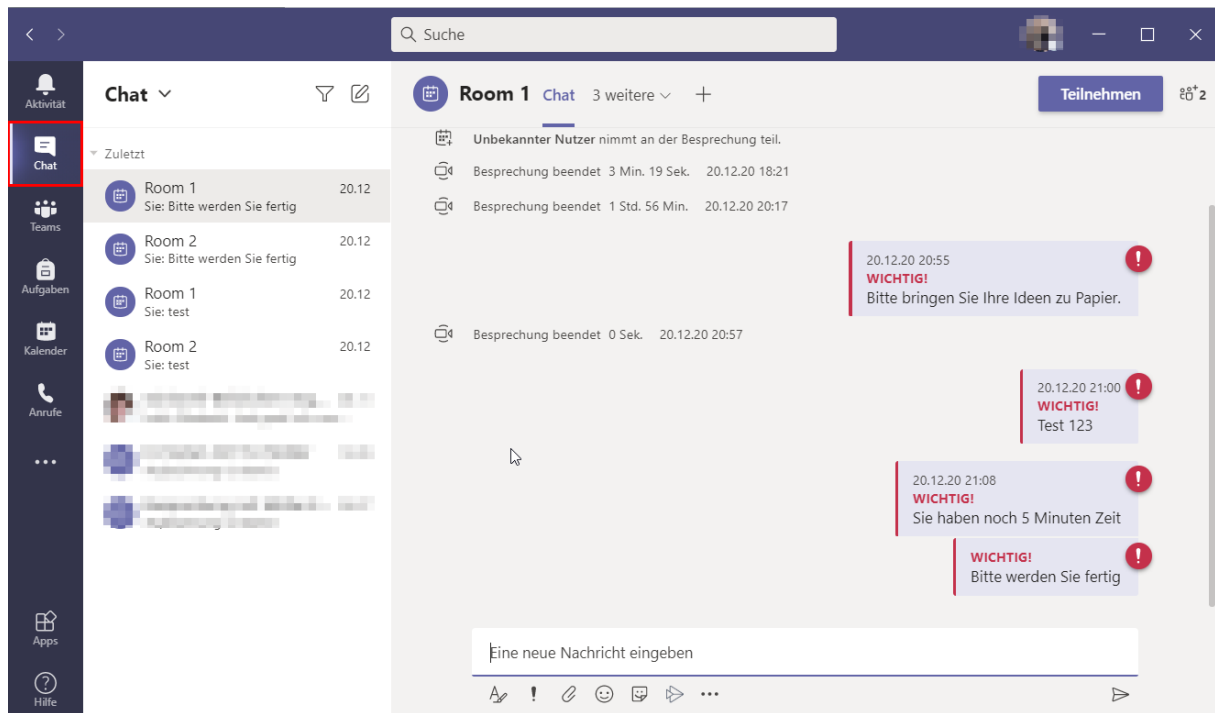 Suche
Aktivität
Chat
Teams
Aufgaben
Kalender
Anrufe
Apps
Hilfe
Chat
Zuletzt
Room 1 20.12
Sie: Bitte werden Sie fertig
Room 2 20.12
Sie: Bitte werden Sie fertig
Room 1 20.12
Sie: test
Room 2 20.12
Sie: test
Room 1 Chat 3 weitere Teilnehmen 2
Unbekannter Nutzer nimmt an der Besprechung teil.
Besprechung beendet 3 Min. 19 Sek. 20.12.20 18:21
Besprechung beendet 1 Std. 56 Min. 20.12.20 20:17
20.12.20 20:55
WICHTIG!
Bitte bringen Sie Ihre Ideen zu Papier.
Besprechung beendet 0 Sek. 20.12.20 20:57
20.12.20 21:00
WICHTIG!
Test 123
20.12.20 21:08
WICHTIG!
Sie haben noch 5 Minuten Zeit
WICHTIG!
Bitte werden Sie fertig
Eine neue Nachricht eingeben